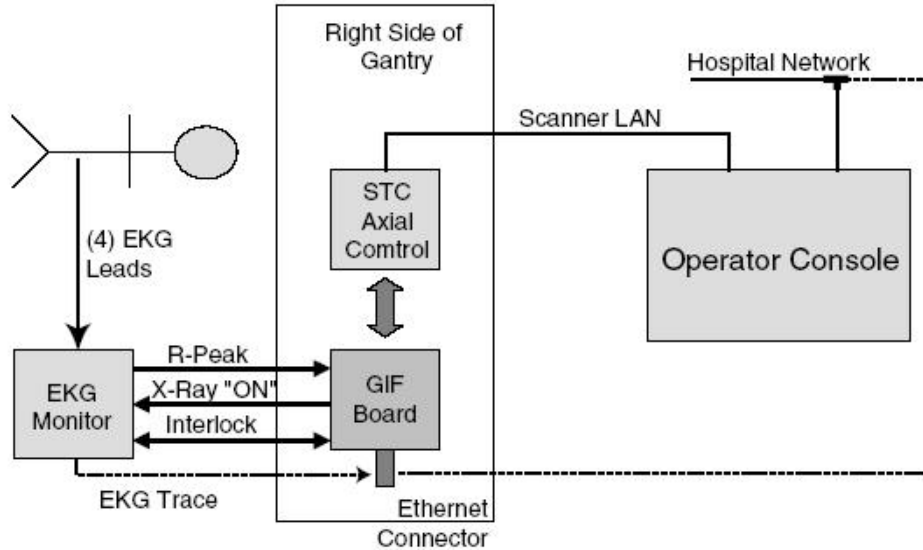 Right Side of
Gantry
Hospital Network
Scanner LAN
STC
Axial
Comtrol
Operator Console
(4) EKG
Leads
R-Peak
X-Ray "ON"
Interlock
EKG
Monitor
GIF
Board
EKG Trace
Ethernet
Connector